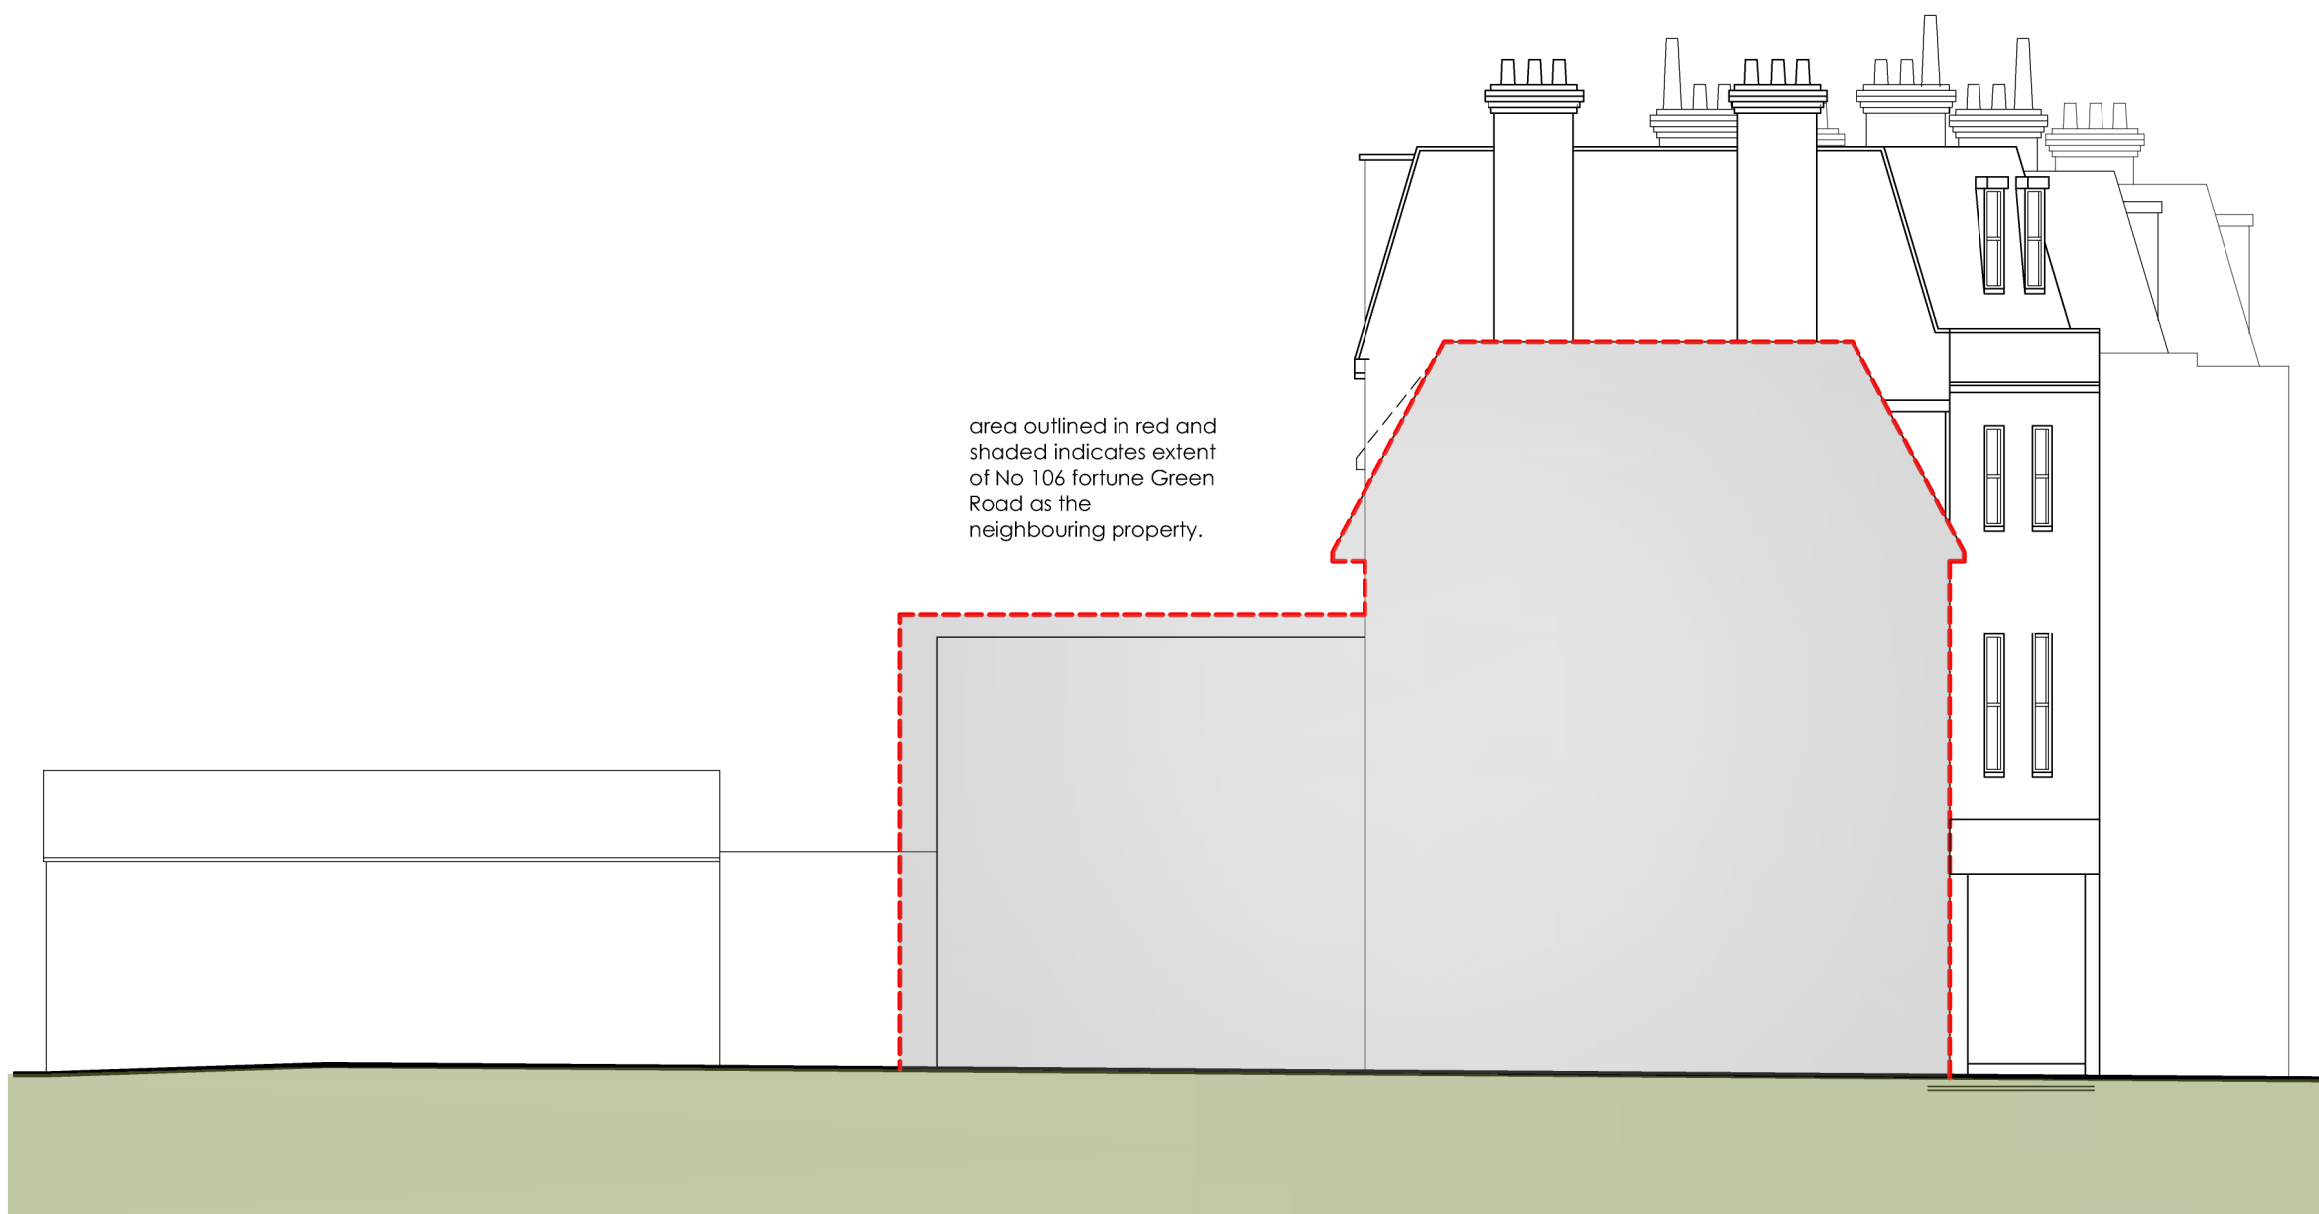 area outlined in red and
shaded indicates extent
of No 106 fortune Green
Road as the
neighbouring property.